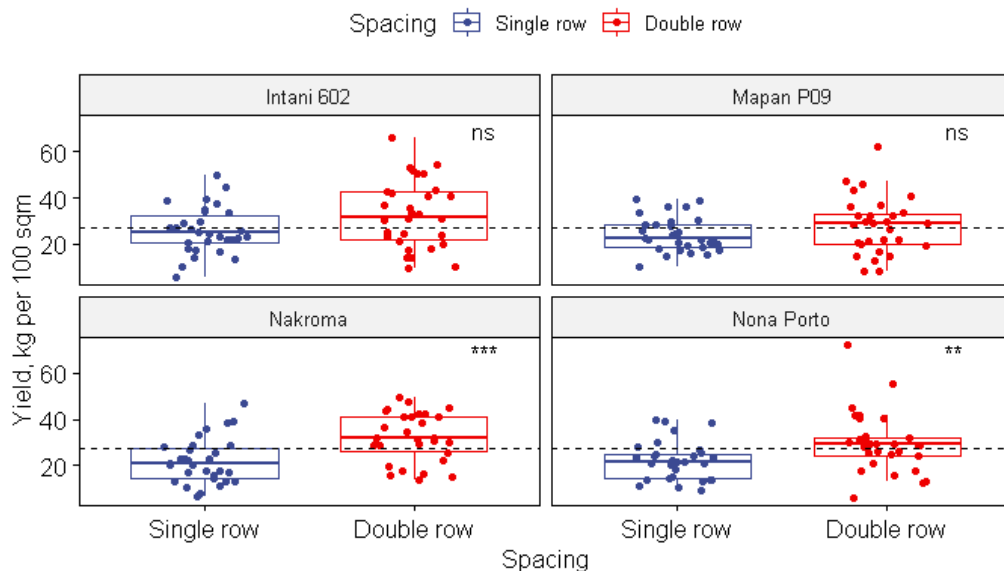 Spacing Single row Double row
Intani 602 Mapan P09
ns ns
60
40
20
Nakroma Nona Porto
*** **
60
40
20
Yield, kg per 100 sqm
Single row Double row Single row Double row
Spacing